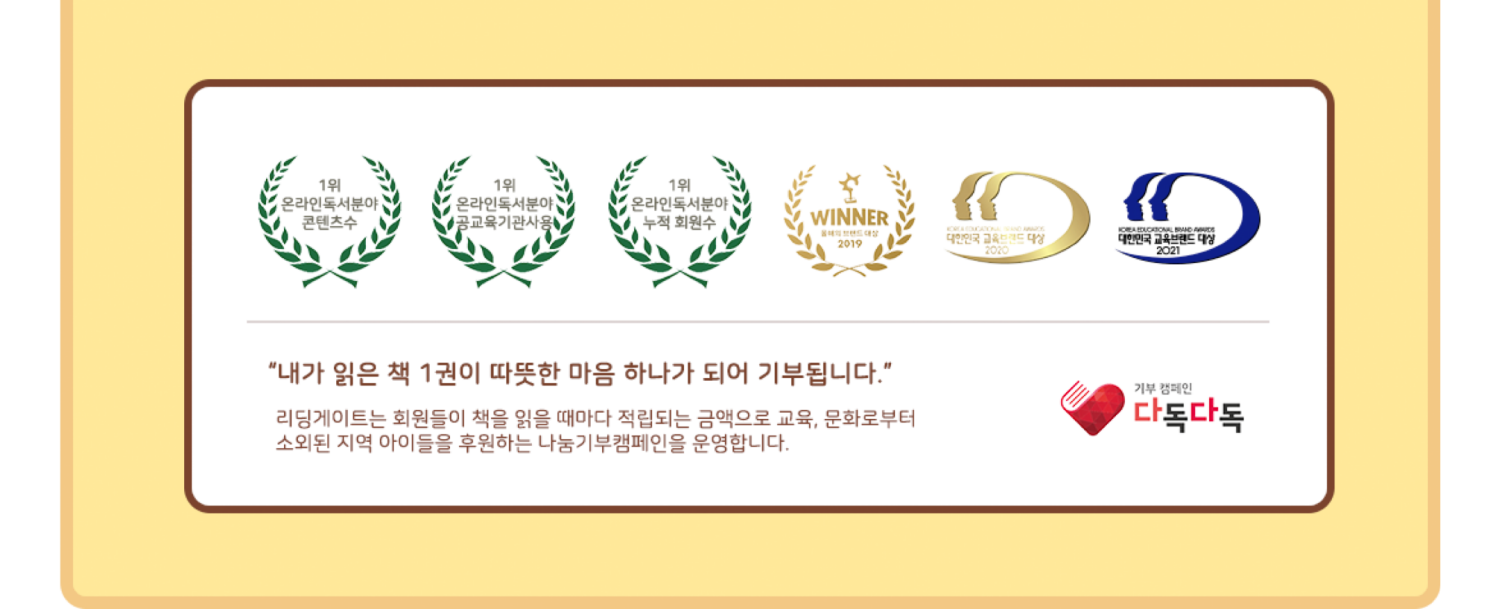 1위
온라인독서분야
콘텐츠수
1위
온라인독서분야
공교육기관사용
1위
온라인독서분야
누적 회원수
WINNER
올해의 브랜드 대상
2019
KOREA EDUCATIONAL BRAND AWARDS
대한민국 교육브랜드 대상
2020
KOREA EDUCATIONAL BRAND AWARDS
대한민국 교육브랜드 대상
2021
“내가 읽은 책 1권이 따뜻한 마음 하나가 되어 기부됩니다.”
리딩게이트는 회원들이 책을 읽을 때마다 적립되는 금액으로 교육, 문화로부터
소외된 지역 아이들을 후원하는 나눔기부캠페인을 운영합니다.
기부 캠페인
다독다독